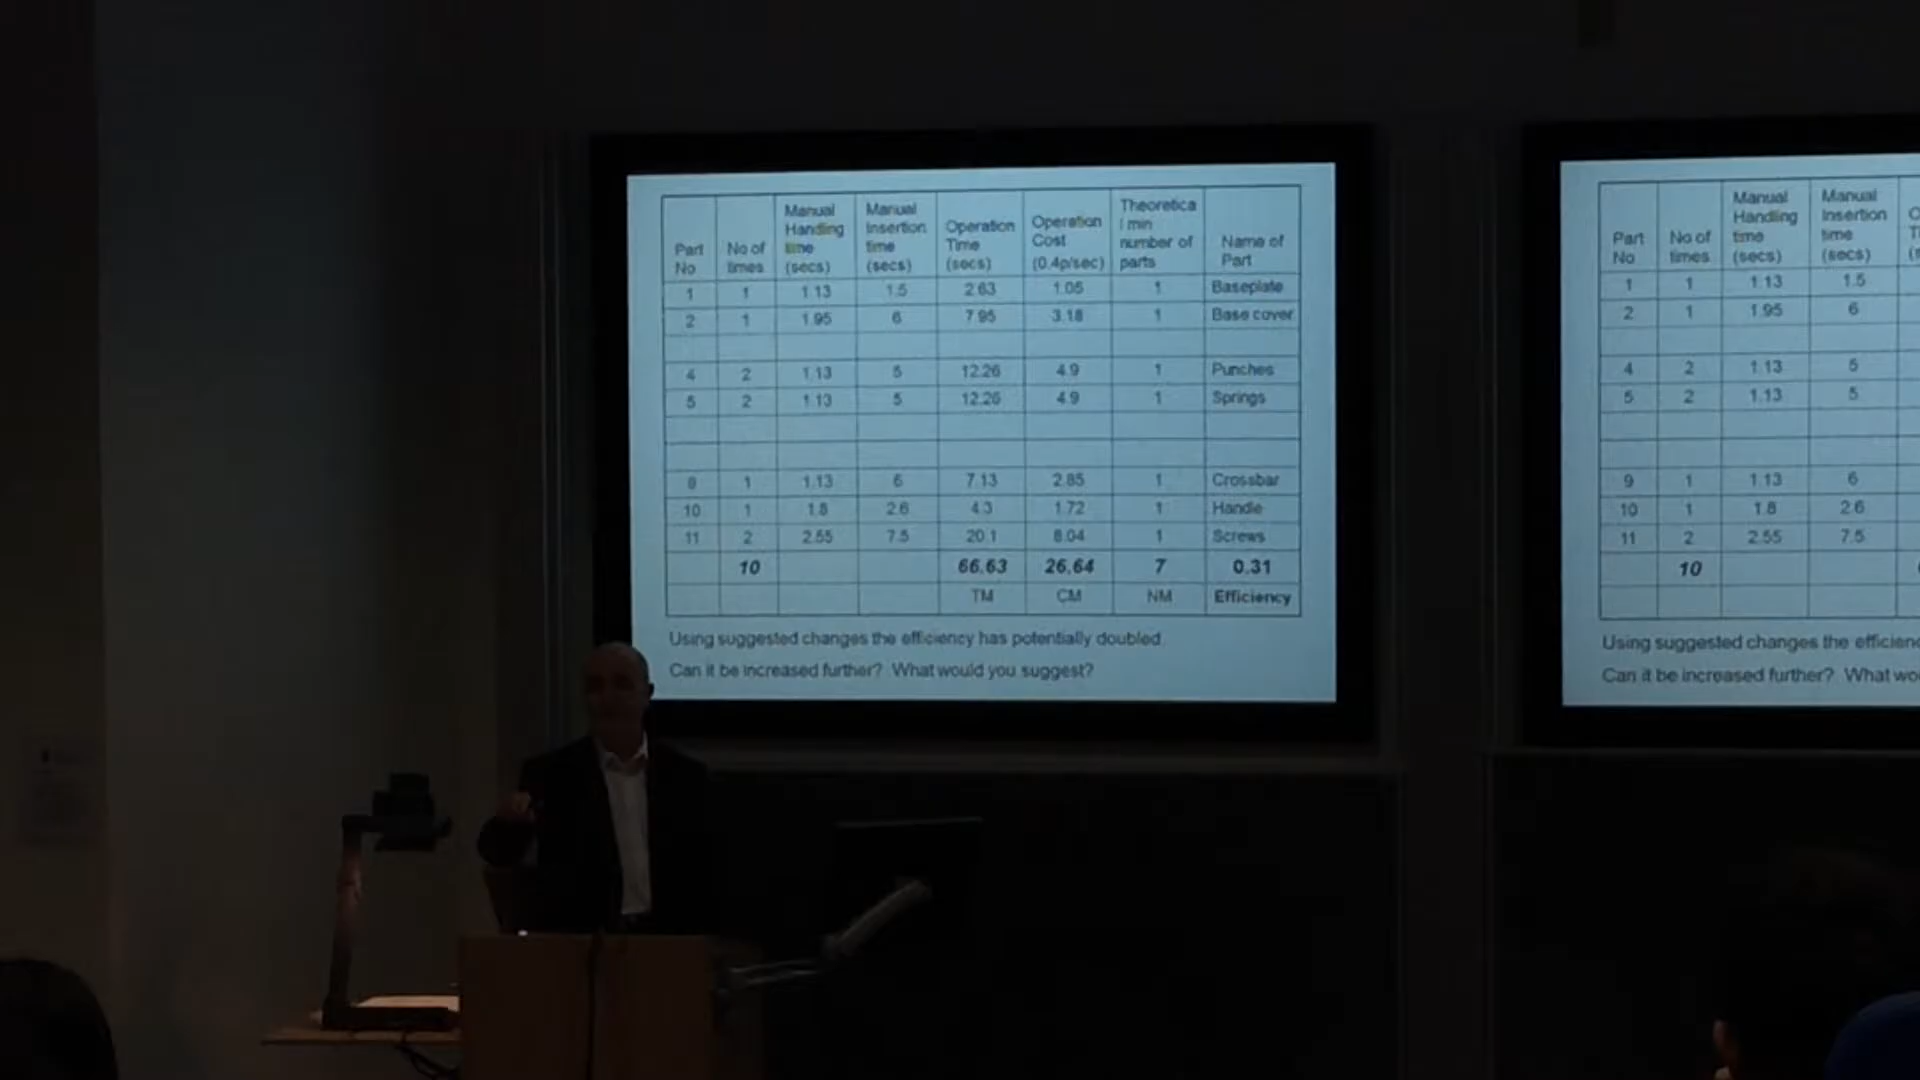 Part No | No of times | Manual Handling time (secs) | Manual Insertion time (secs) | Operation Time (secs) | Operation Cost (0.4p/sec) | Theoretica l min number of parts | Name of Part
1 | 1 | 1.13 | 1.5 | 2.63 | 1.05 | 1 | Baseplate
2 | 1 | 1.95 | 6 | 7.95 | 3.18 | 1 | Base cover
4 | 2 | 1.13 | 5 | 12.26 | 4.9 | 1 | Punches
5 | 2 | 1.13 | 5 | 12.26 | 4.9 | 1 | Springs
9 | 1 | 1.13 | 6 | 7.13 | 2.85 | 1 | Crossbar
10 | 1 | 1.8 | 2.6 | 4.3 | 1.72 | 1 | Handle
11 | 2 | 2.55 | 7.5 | 20.1 | 8.04 | 1 | Screws
10 | 66.63 | 26.64 | 7 | 0.31
TM | CM | NM | Efficiency
Using suggested changes the efficiency has potentially doubled.
Can it be increased further? What would you suggest?
Part No | No of times | Manual Handling time (secs) | Manual Insertion time (secs)
1 | 1 | 1.13 | 1.5
2 | 1 | 1.95 | 6
4 | 2 | 1.13 | 5
5 | 2 | 1.13 | 5
9 | 1 | 1.13 | 6
10 | 1 | 1.8 | 2.6
11 | 2 | 2.55 | 7.5
10
Using suggested changes the efficien
Can it be increased further? What wo